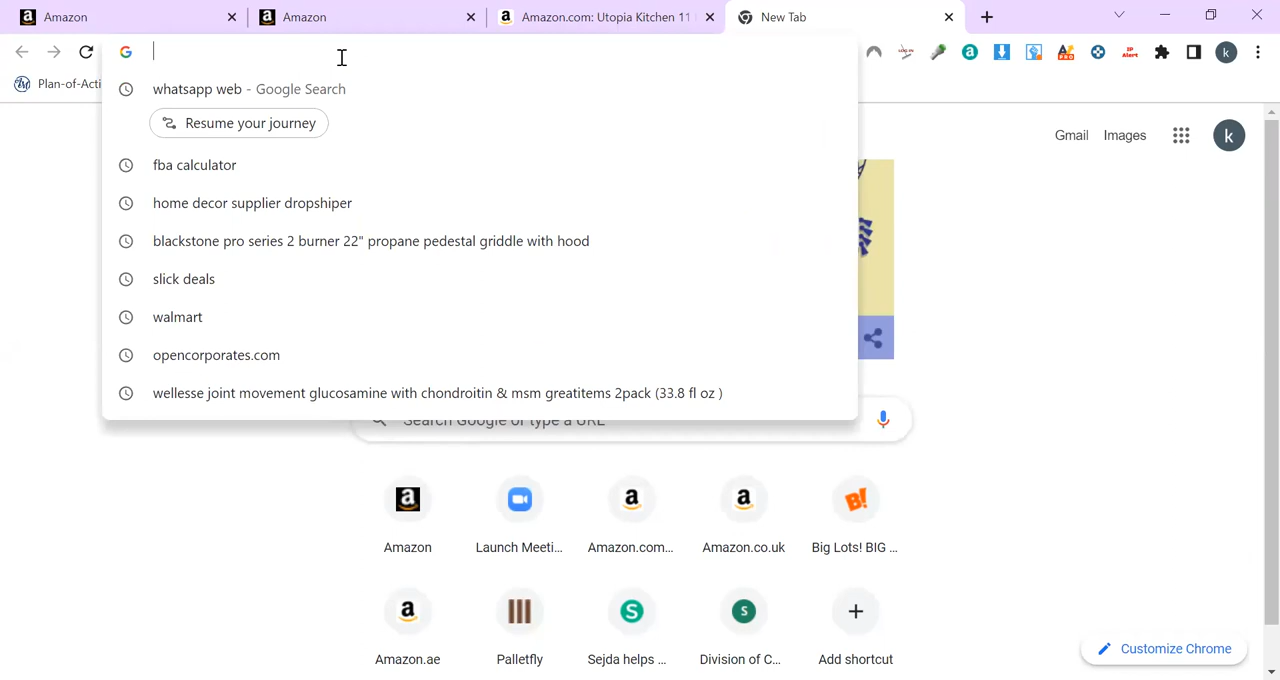 Amazon
Amazon
Amazon.com: Utopia Kitchen 11 I
New Tab
k
Plan-of-Acti
whatsapp web - Google Search
Resume your journey
fba calculator
home decor supplier dropshiper
blackstone pro series 2 burner 22" propane pedestal griddle with hood
slick deals
walmart
opencorporates.com
wellesse joint movement glucosamine with chondroitin & msm greatitems 2pack (33.8 fl oz )
Gmail Images k
Search Google or type a URL
Amazon
Launch Meeti...
Amazon.com...
Amazon.co.uk
Big Lots! BIG ...
Amazon.ae
Palletfly
Sejda helps ...
Division of C...
Add shortcut
Customize Chrome